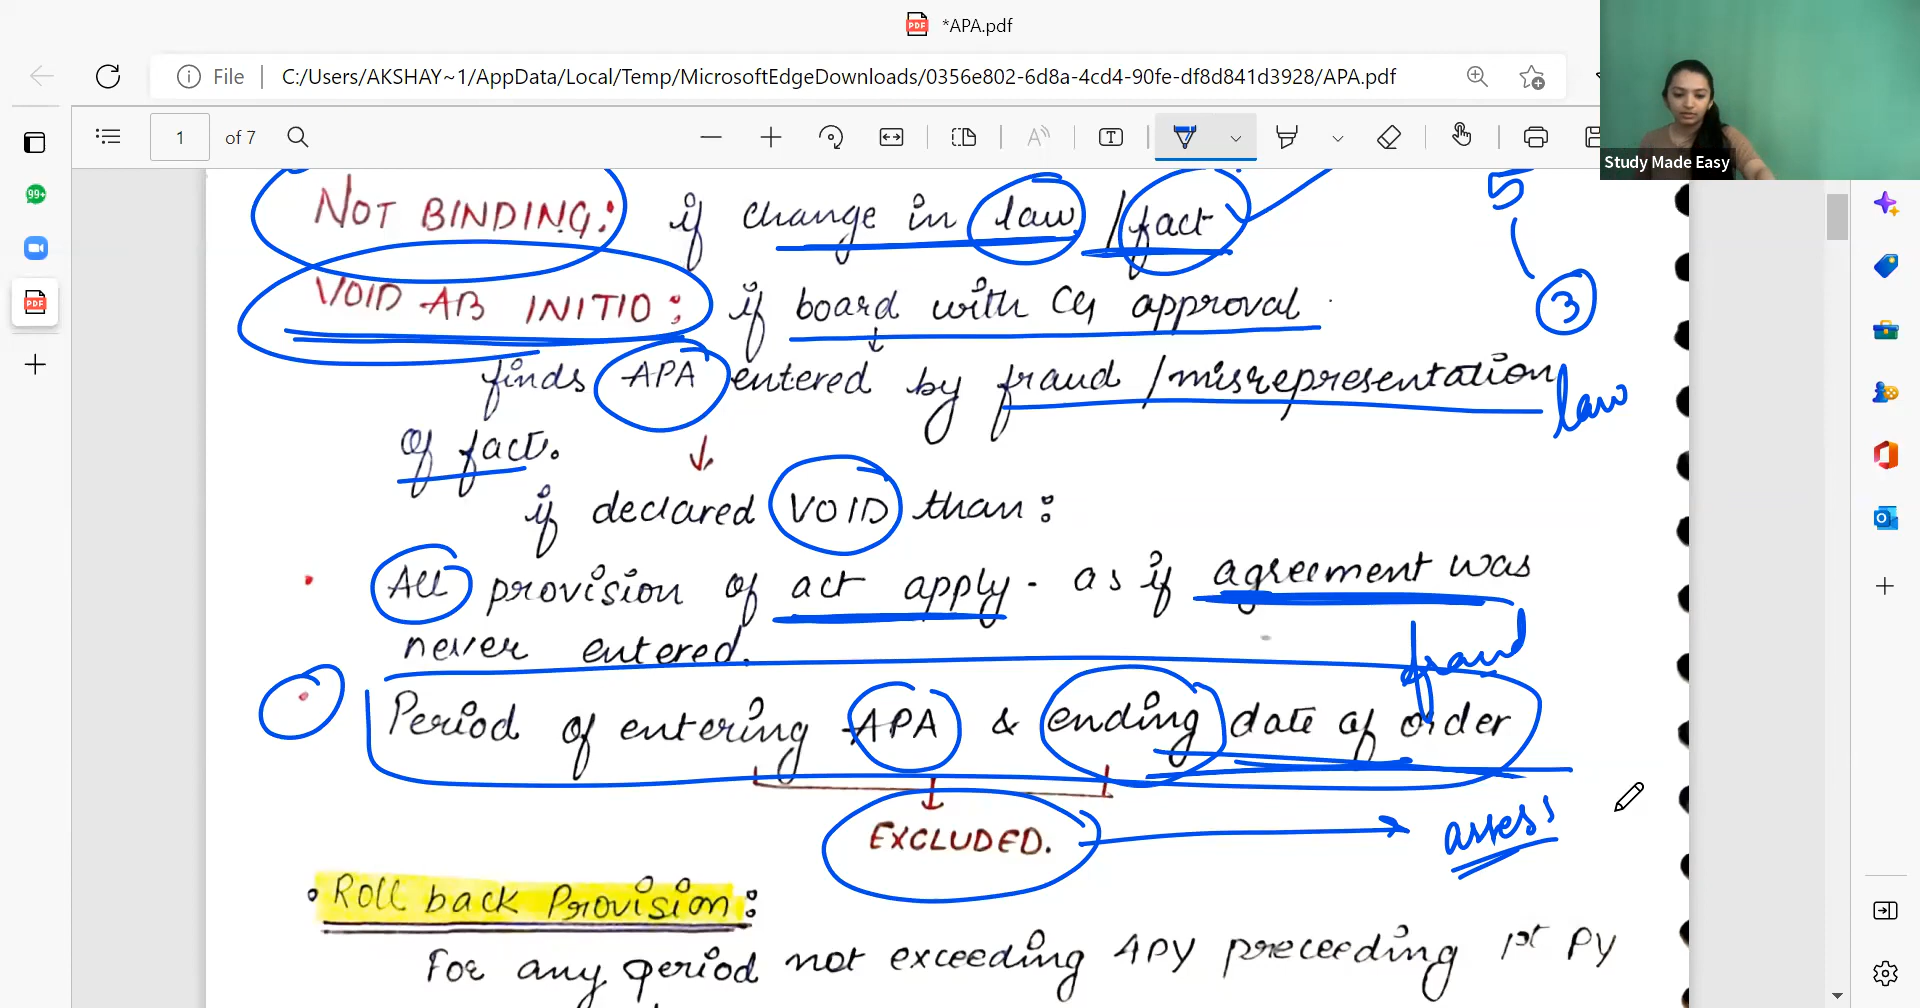 *APA.pdf
File
C:/Users/AKSHAY~1/AppData/Local/Temp/MicrosoftEdgeDownloads/0356e802-6d8a-4cd4-90fe-df8d841d3928/APA.pdf
1 of 7
Study Made Easy
99+
PDF
NOT BINDING: if change in law / fact
5
VOID AB INITIO: if board with CG approval
3
finds APA entered by fraud / misrepresentation
law
of fact.
if declared VOID than:
• All provision of act apply - as if agreement was
never entered.
fraud
• Period of entering APA & ending date of order
EXCLUDED.
assess
• Roll back Provision:
For any period not exceeding 4PY preceeding 1st PY